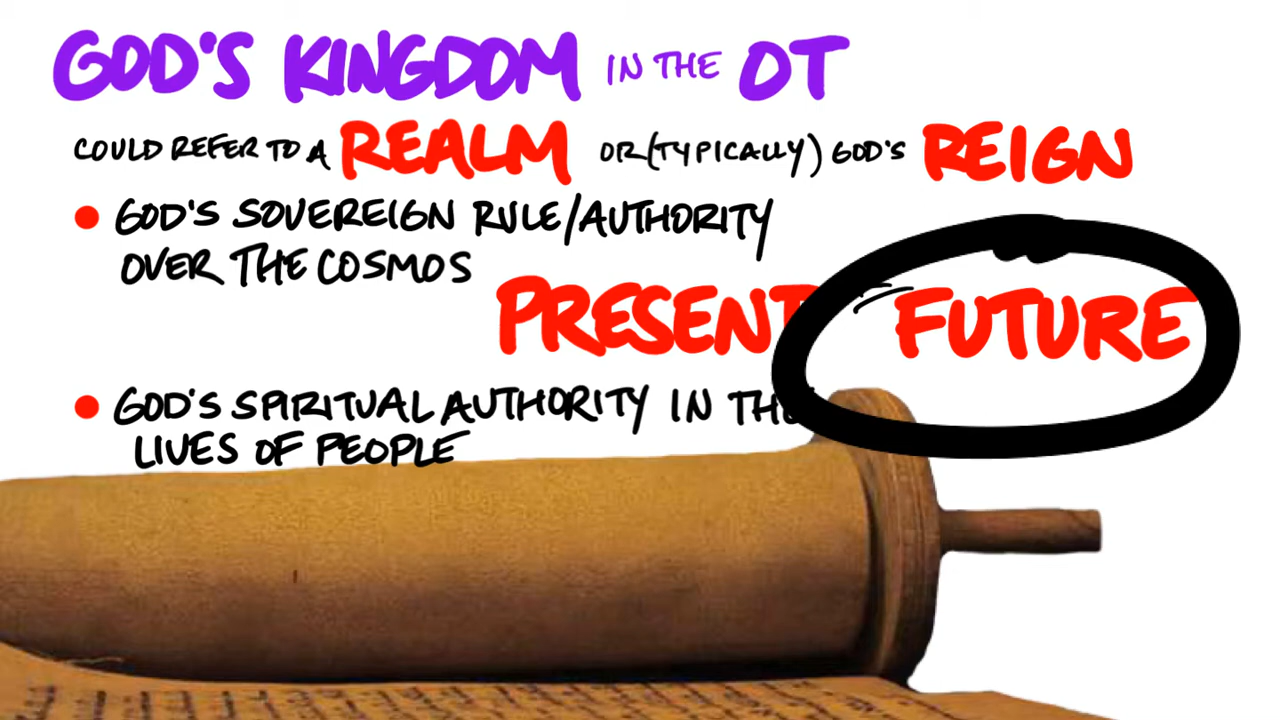 GOD'S KINGDOM IN THE OT
COULD REFER TO A REALM OR (TYPICALLY) GOD'S REIGN
• GOD'S SOVEREIGN RULE/AUTHORITY
OVER THE COSMOS
PRESENT FUTURE
• GOD'S SPIRITUAL AUTHORITY IN THE
LIVES OF PEOPLE